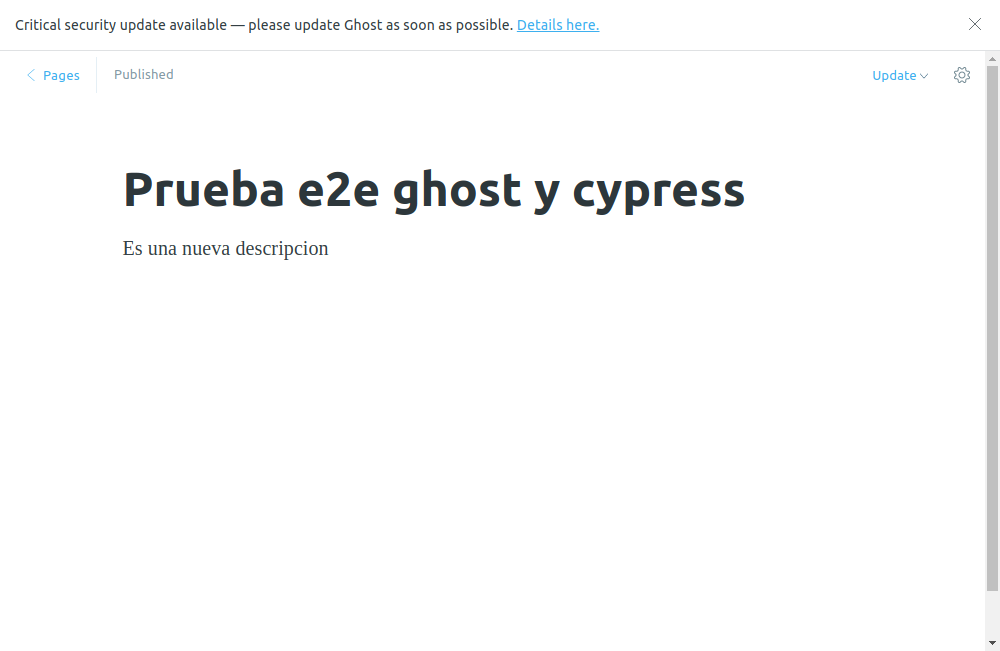 Critical security update available — please update Ghost as soon as possible. Details here.
Pages
Published
Update
Prueba e2e ghost y cypress
Es una nueva descripcion